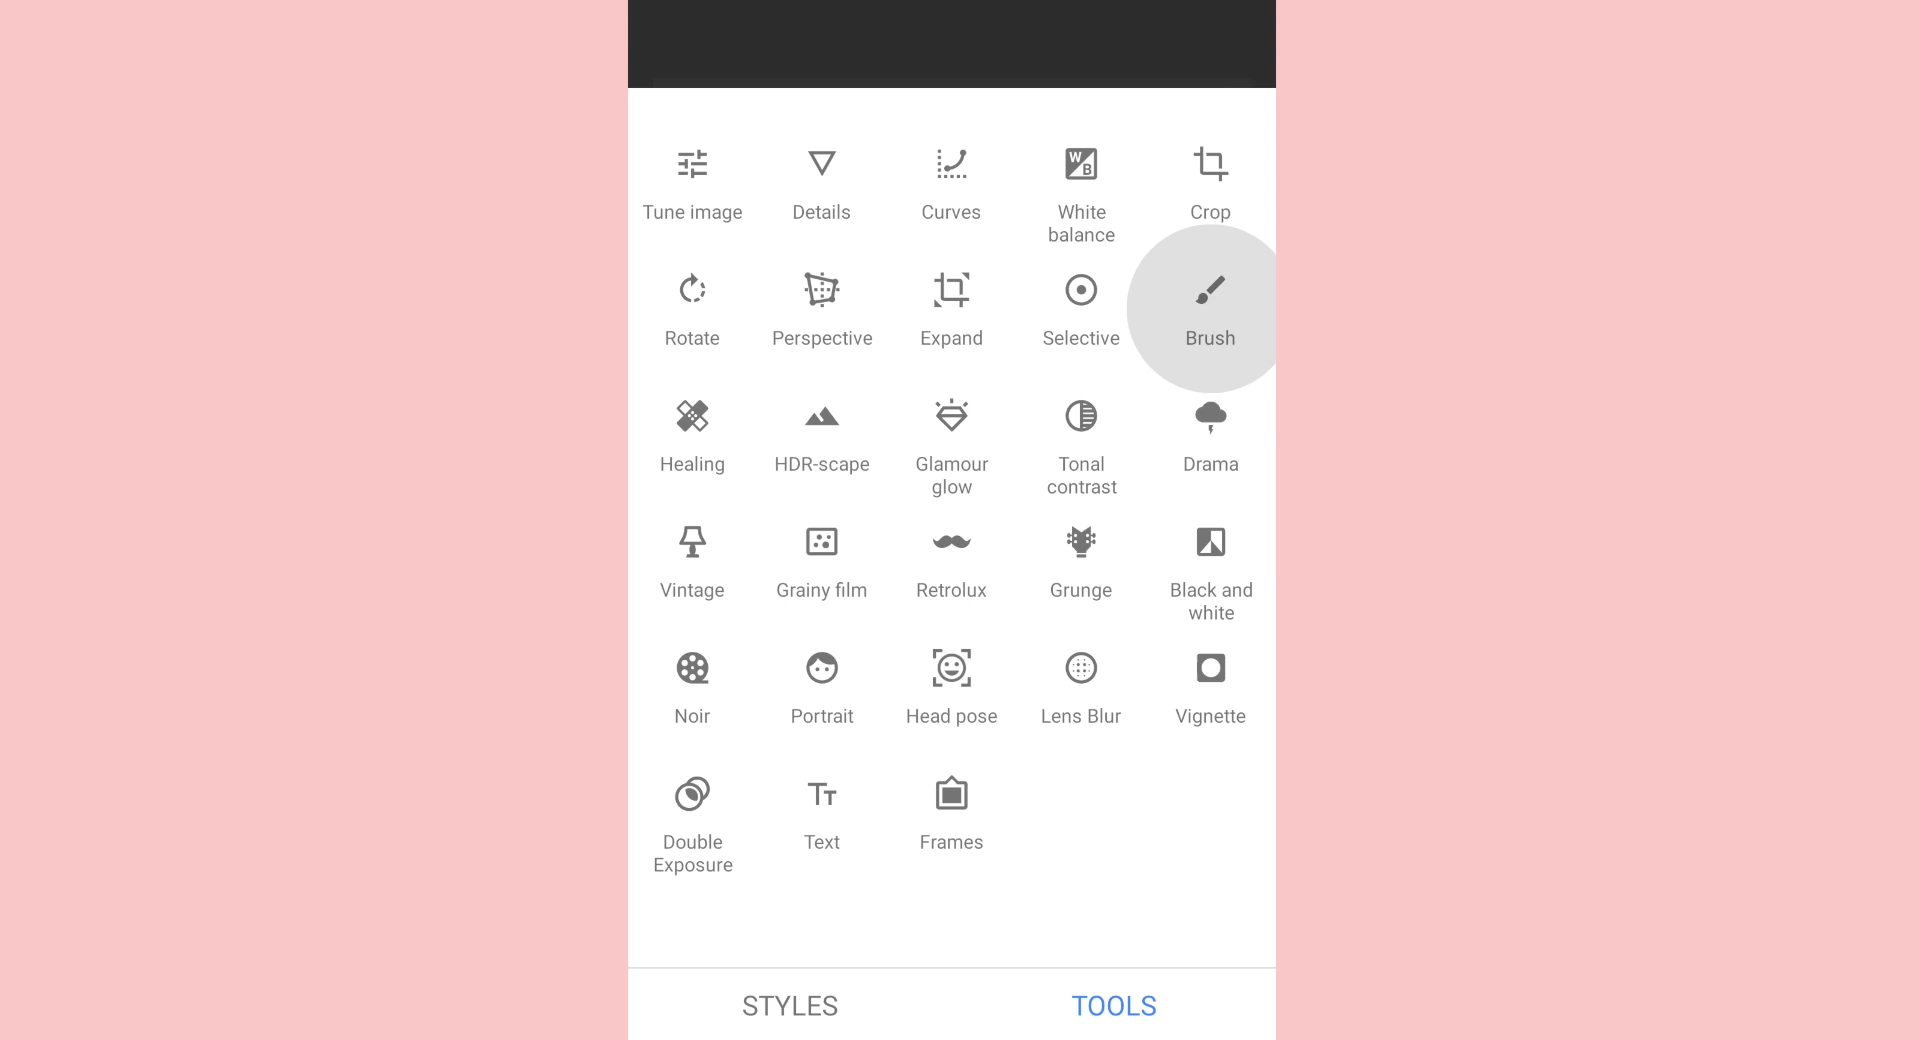 W
B
Tune image
Details
Curves
White
balance
Crop
Rotate
Perspective
Expand
Selective
Brush
Healing
HDR-scape
Glamour
glow
Tonal
contrast
Drama
Vintage
Grainy film
Retrolux
Grunge
Black and
white
Noir
Portrait
Head pose
Lens Blur
Vignette
Tт
Double
Exposure
Text
Frames
STYLES
TOOLS